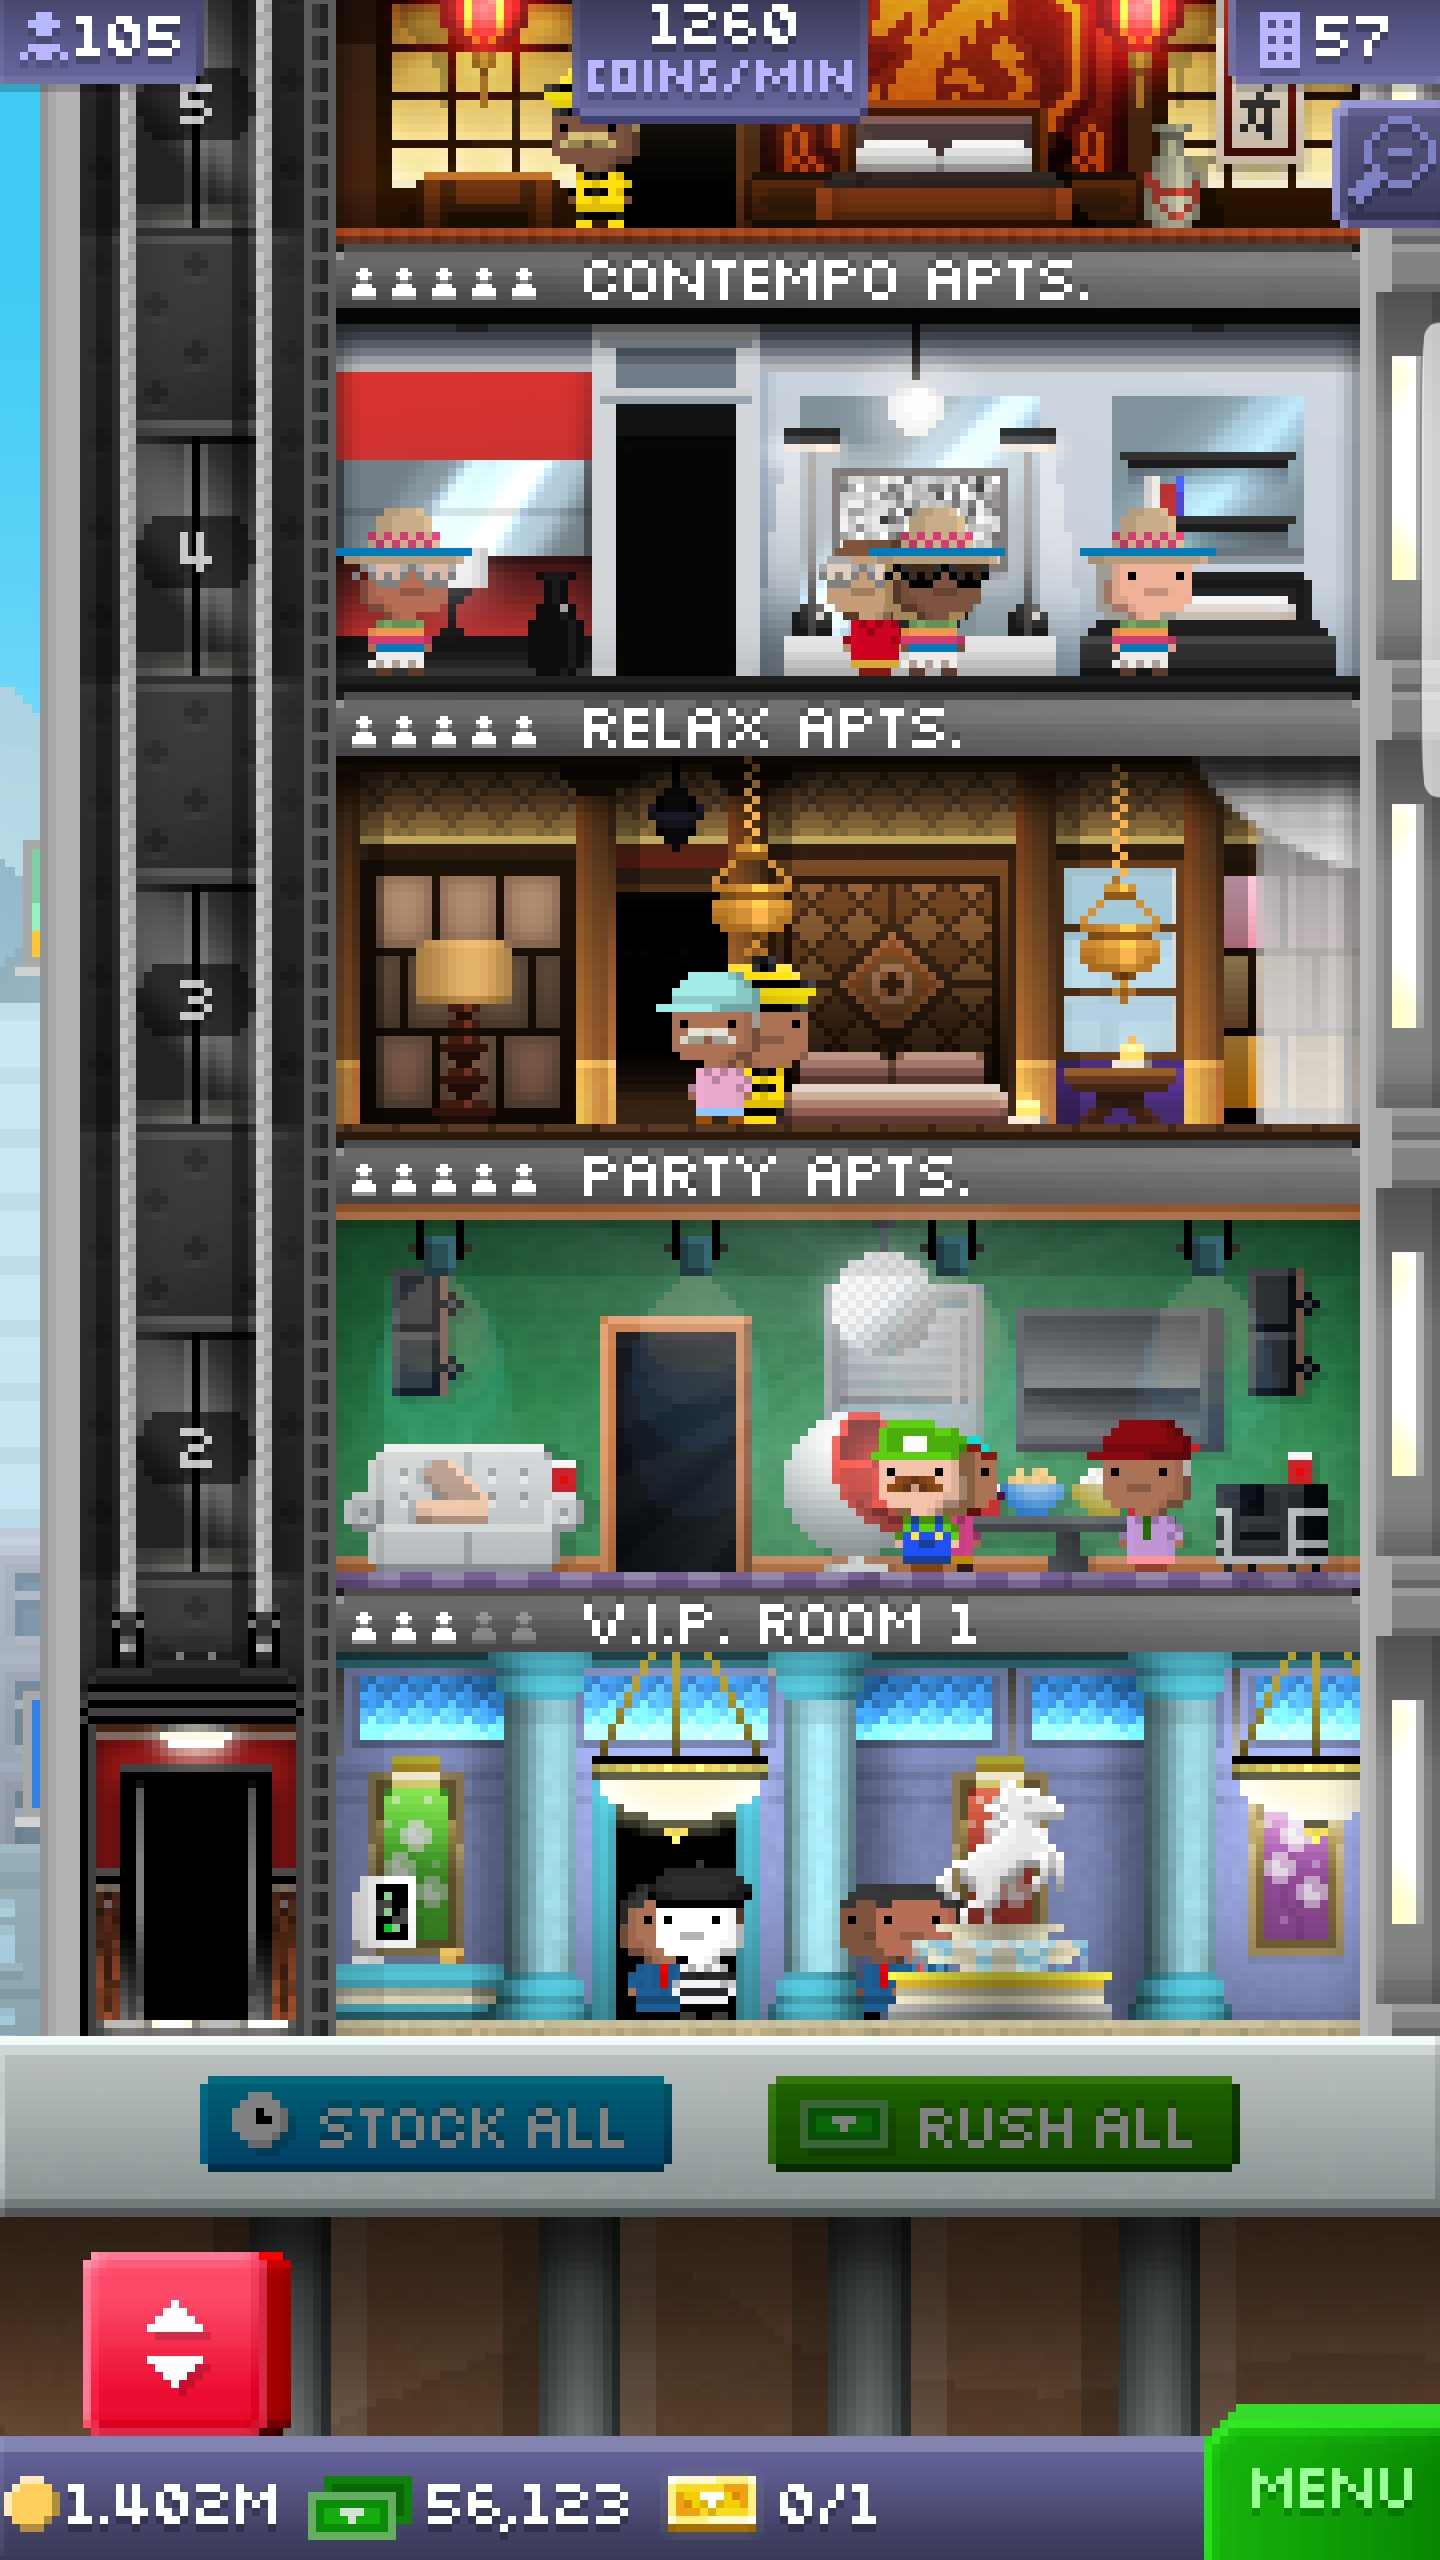 105
1260
COINS/MIN
57
5
CONTEMPO APTS.
4
RELAX APTS.
3
PARTY APTS.
2
V.I.P. ROOM 1
STOCK ALL
RUSH ALL
1.402M
56,123
0/1
MENU